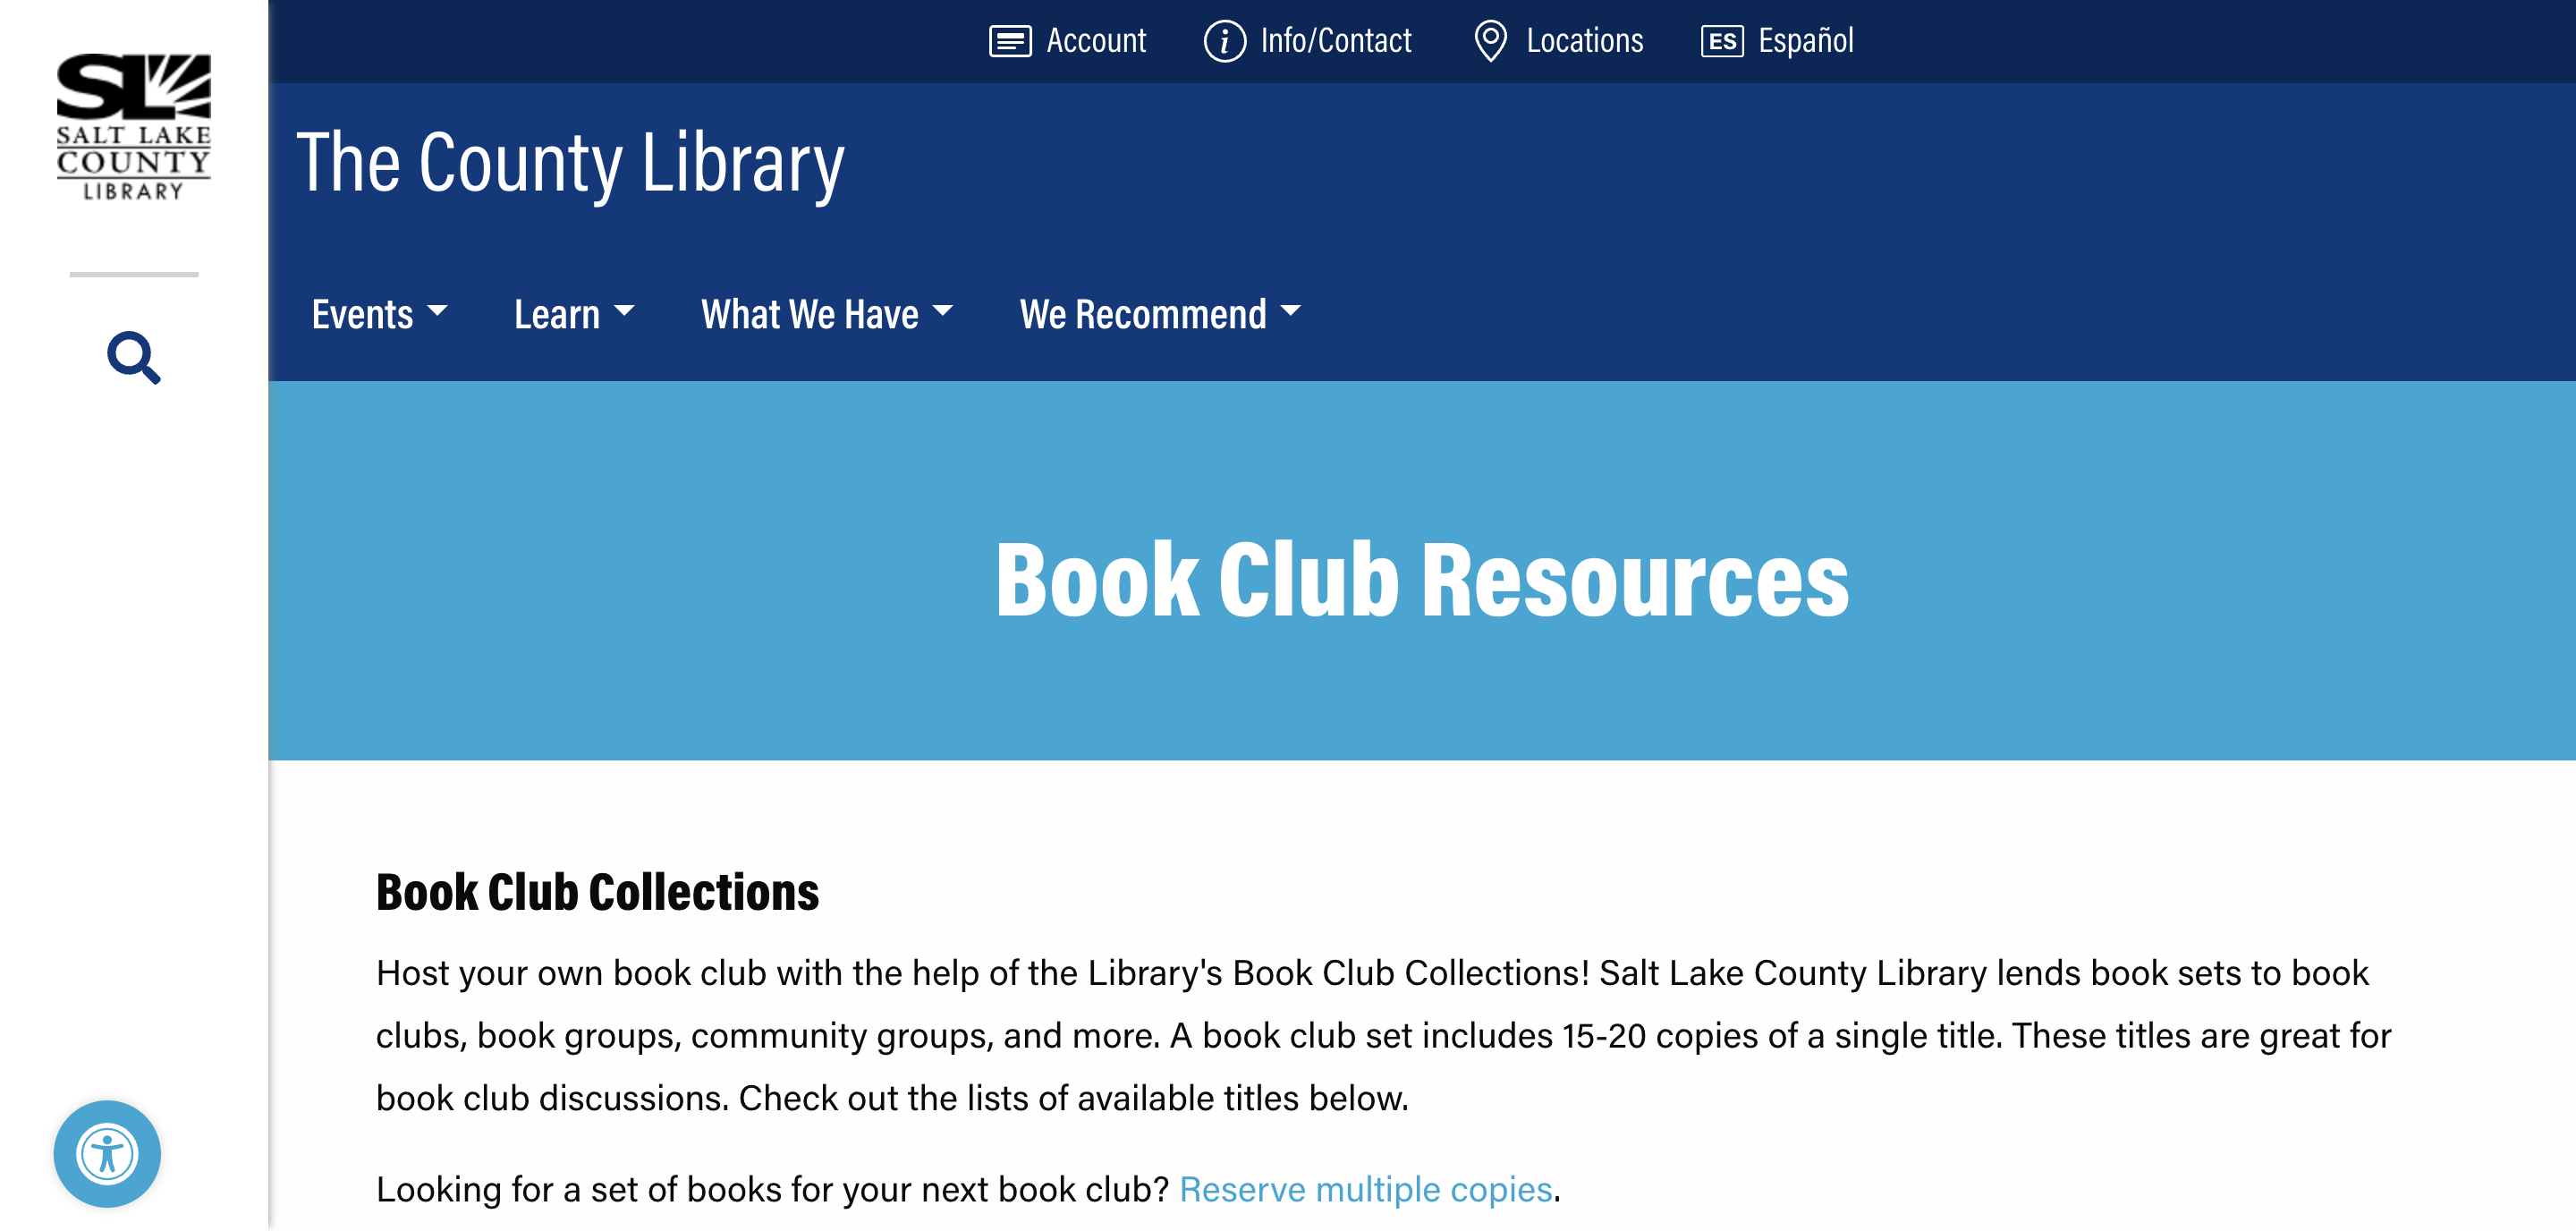 SL
SALT LAKE
COUNTY
LIBRARY
Account
Info/Contact
Locations
ES Español
The County Library
Events
Learn
What We Have
We Recommend
Book Club Resources
Book Club Collections
Host your own book club with the help of the Library's Book Club Collections! Salt Lake County Library lends book sets to book
clubs, book groups, community groups, and more. A book club set includes 15-20 copies of a single title. These titles are great for
book club discussions. Check out the lists of available titles below.
Looking for a set of books for your next book club? Reserve multiple copies.